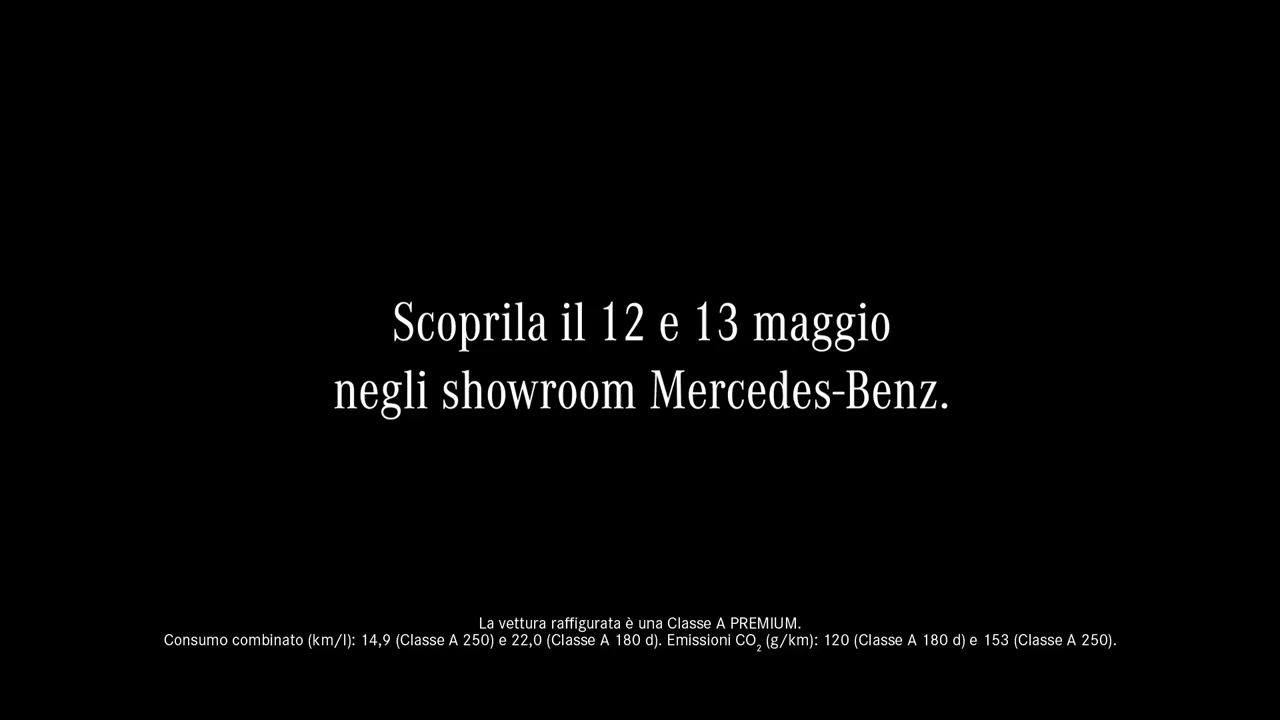 Scoprila il 12 e 13 maggio
negli showroom Mercedes-Benz.
La vettura raffigurata è una Classe A PREMIUM.
Consumo combinato (km/l): 14,9 (Classe A 250) e 22,0 (Classe A 180 d). Emissioni CO₂ (g/km): 120 (Classe A 180 d) e 153 (Classe A 250).